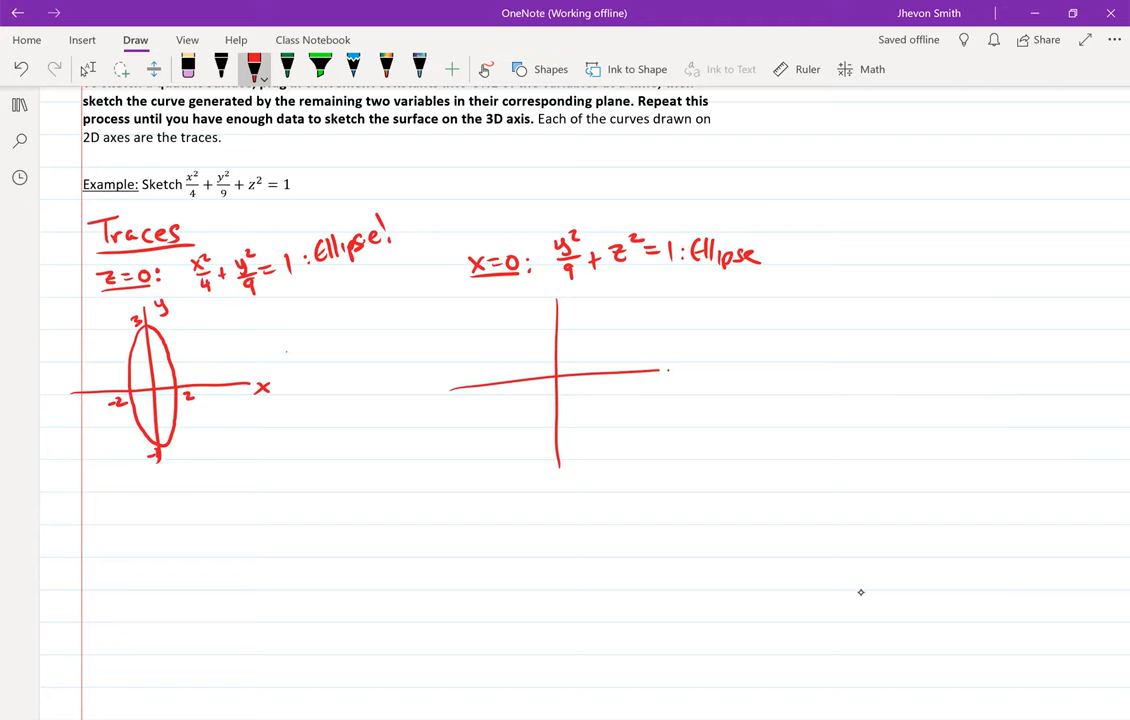 OneNote (Working offline)
Jhevon Smith
Home Insert Draw View Help Class Notebook
Saved offline Share
Shapes Ink to Shape Ink to Text Ruler Math
sketch the curve generated by the remaining two variables in their corresponding plane. Repeat this
process until you have enough data to sketch the surface on the 3D axis. Each of the curves drawn on
2D axes are the traces.
Example: Sketch x²/4 + y²/9 + z² = 1
Traces
z=0: x²/4 + y²/9 = 1 : Ellipse!
x=0: y²/9 + z² = 1 : Ellipse
y
3
x
-2 2
-3